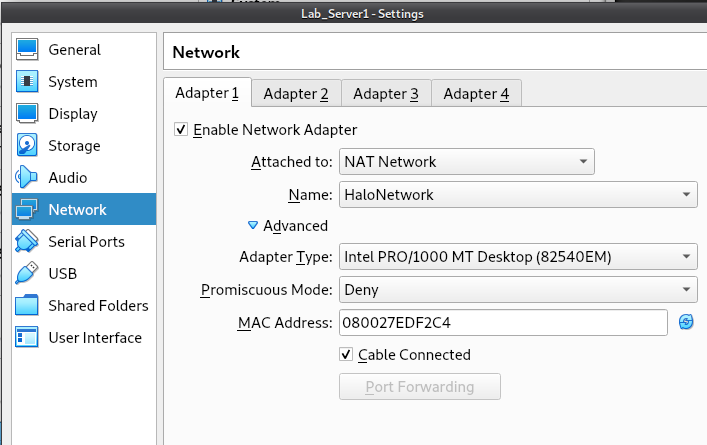 Lab_Server1 - Settings
General
System
Display
Storage
Audio
Network
Serial Ports
USB
Shared Folders
User Interface
Network
Adapter 1 Adapter 2 Adapter 3 Adapter 4
Enable Network Adapter
Attached to: NAT Network
Name: HaloNetwork
Advanced
Adapter Type: Intel PRO/1000 MT Desktop (82540EM)
Promiscuous Mode: Deny
MAC Address: 080027EDF2C4
Cable Connected
Port Forwarding